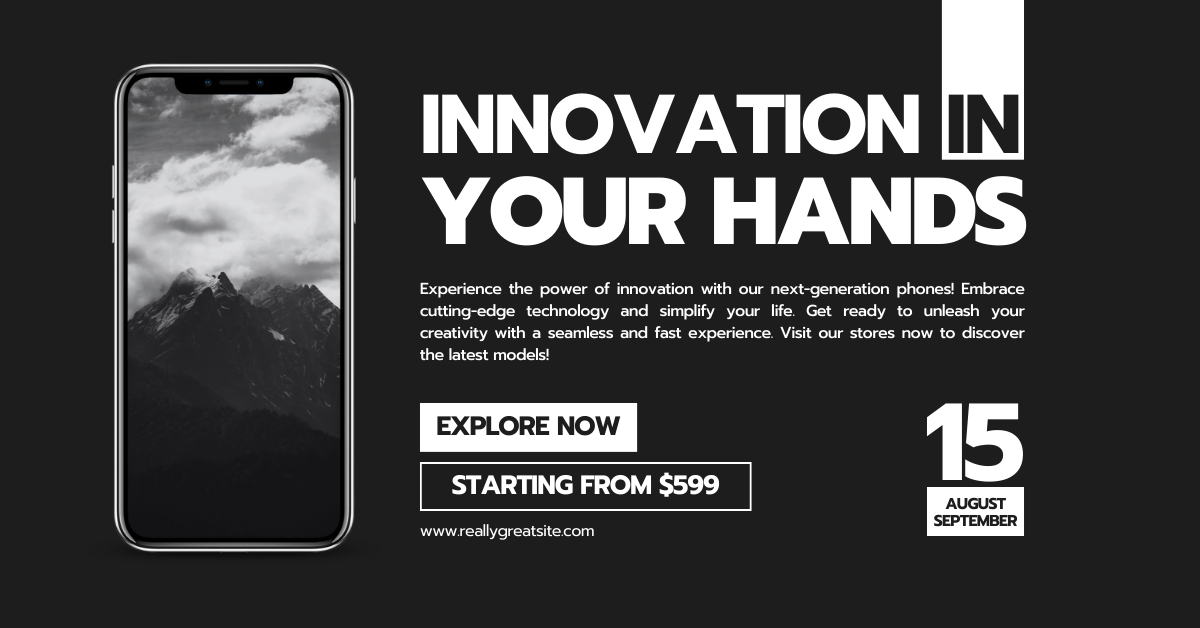 INNOVATION IN
YOUR HANDS
Experience the power of innovation with our next-generation phones! Embrace
cutting-edge technology and simplify your life. Get ready to unleash your
creativity with a seamless and fast experience. Visit our stores now to discover
the latest models!
EXPLORE NOW
STARTING FROM $599
www.reallygreatsite.com
15
AUGUST
SEPTEMBER